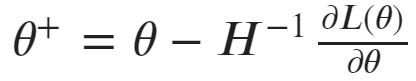 θ⁺ = θ − H⁻¹ ∂L(θ)/∂θ